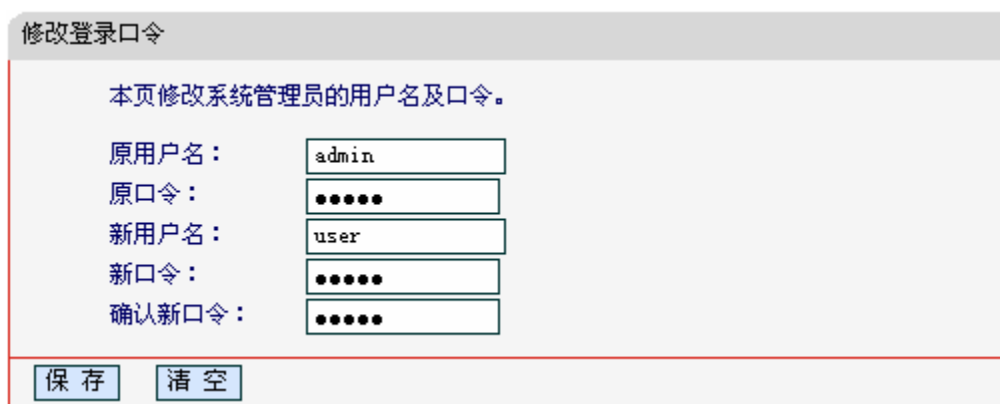 修改登录口令
本页修改系统管理员的用户名及口令。
原用户名： admin
原口令： ●●●●●
新用户名： user
新口令： ●●●●●
确认新口令： ●●●●●
保 存 清 空